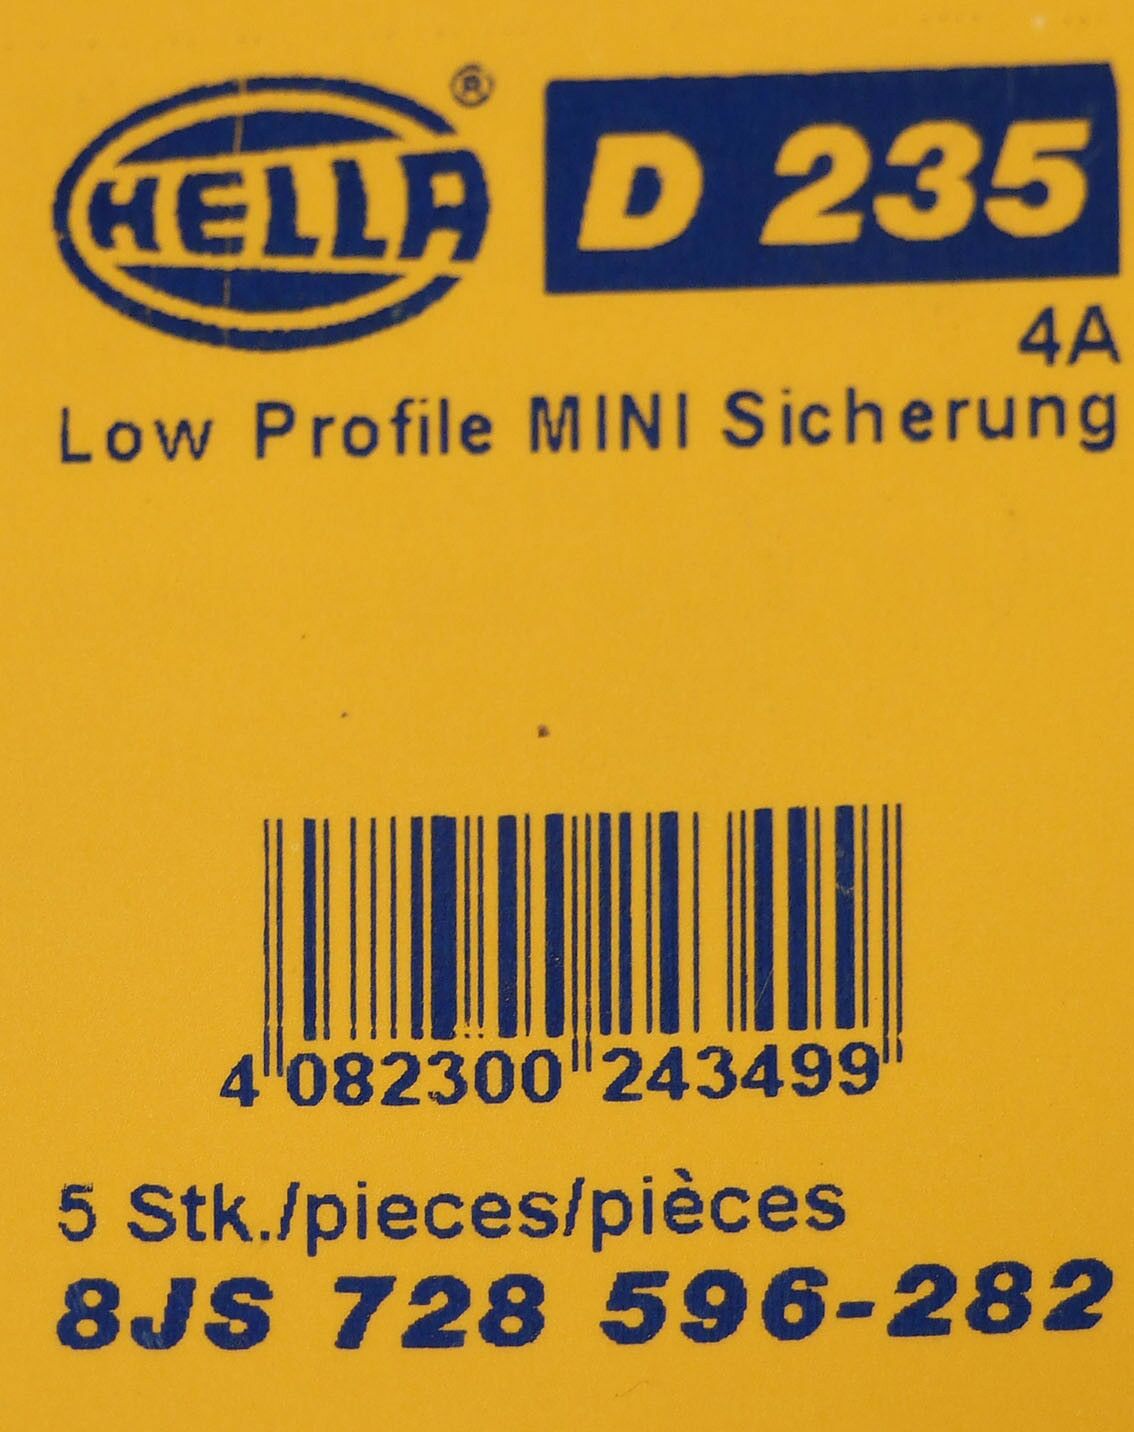 HELLA ® D 235
4A
Low Profile MINI Sicherung
4 082300 243499
5 Stk./pieces/pièces
8JS 728 596-282